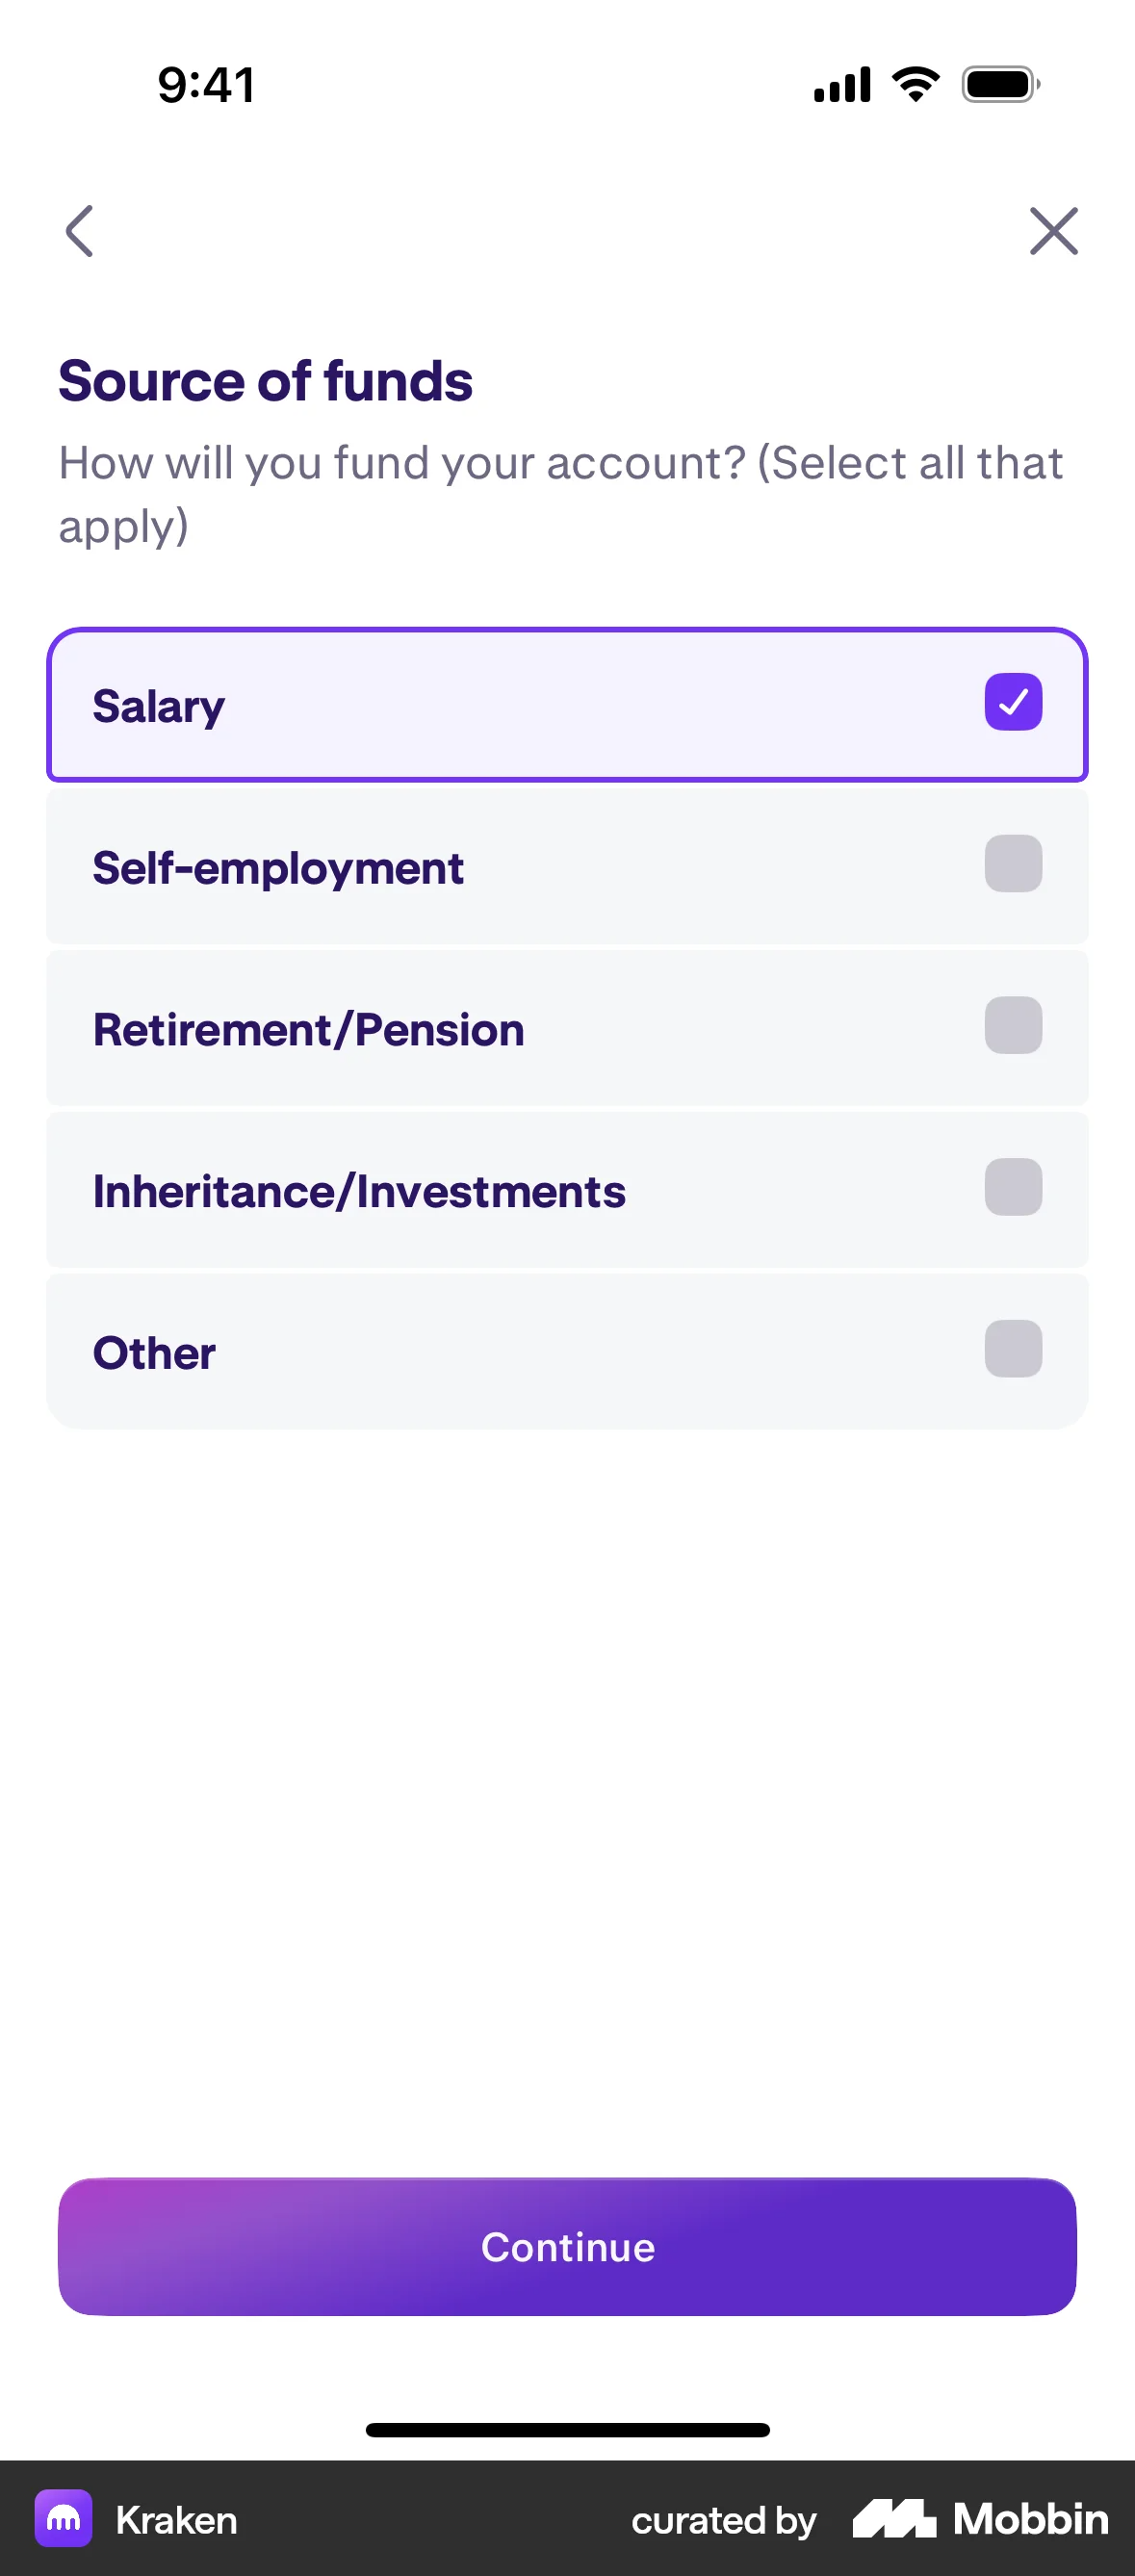 9:41
Source of funds
How will you fund your account? (Select all that
apply)
Salary
Self-employment
Retirement/Pension
Inheritance/Investments
Other
Continue
Kraken
curated by Mobbin